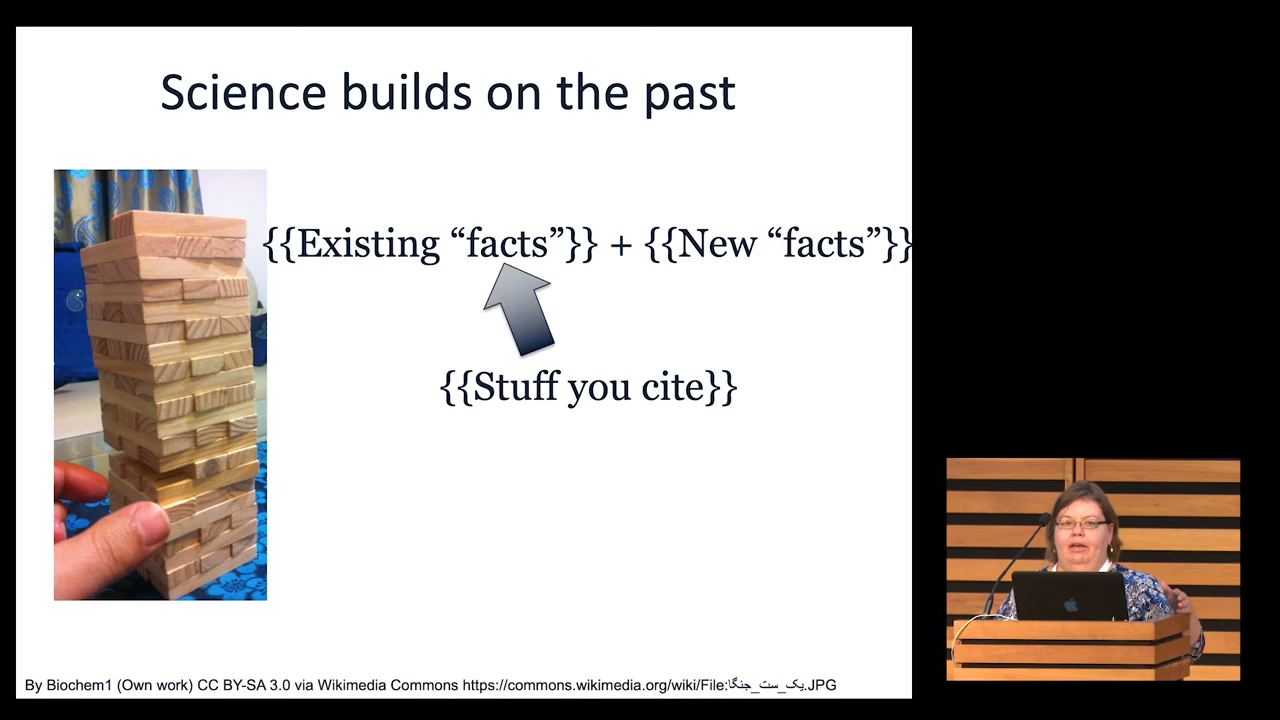 Science builds on the past
{{Existing “facts”}} + {{New “facts”}}
{{Stuff you cite}}
By Biochem1 (Own work) CC BY-SA 3.0 via Wikimedia Commons https://commons.wikimedia.org/wiki/File:یک_ست_جنگا.JPG